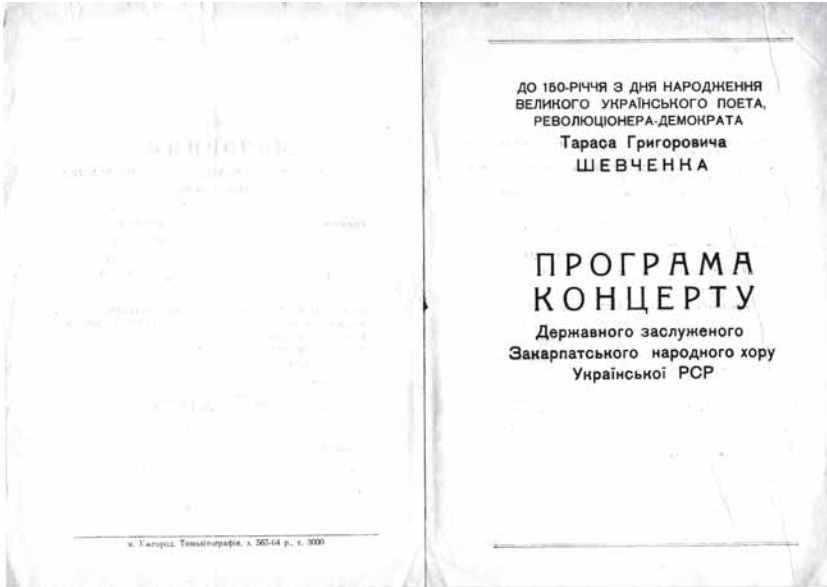 м. Ужгород. Типолітографія, з. 565-64 р., т. 3000
ДО 150-РІЧЧЯ З ДНЯ НАРОДЖЕННЯ
ВЕЛИКОГО УКРАЇНСЬКОГО ПОЕТА,
РЕВОЛЮЦІОНЕРА-ДЕМОКРАТА
Тараса Григоровича
ШЕВЧЕНКА
ПРОГРАМА
КОНЦЕРТУ
Державного заслуженого
Закарпатського народного хору
Української РСР